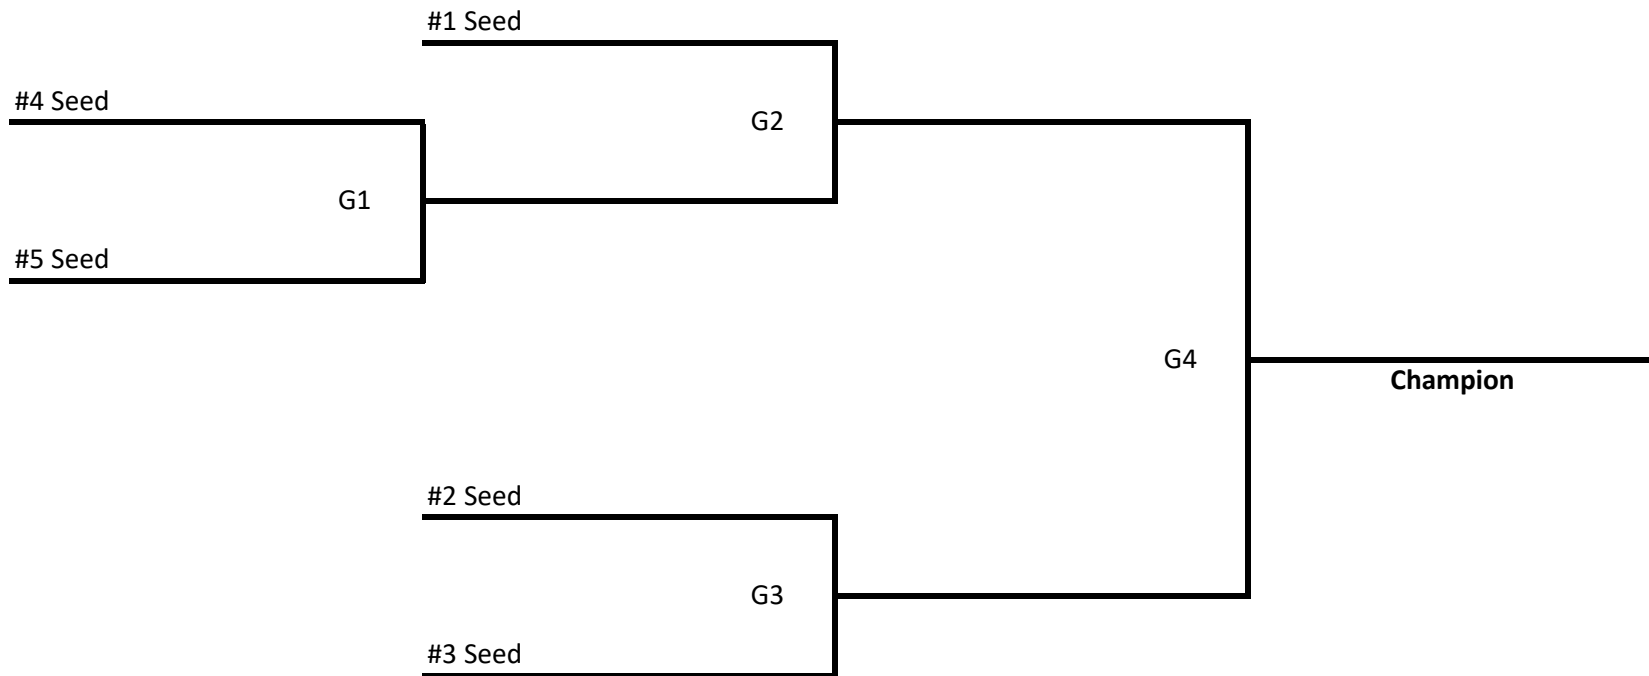 #1 Seed
#4 Seed
G2
G1
#5 Seed
G4
Champion
#2 Seed
G3
#3 Seed